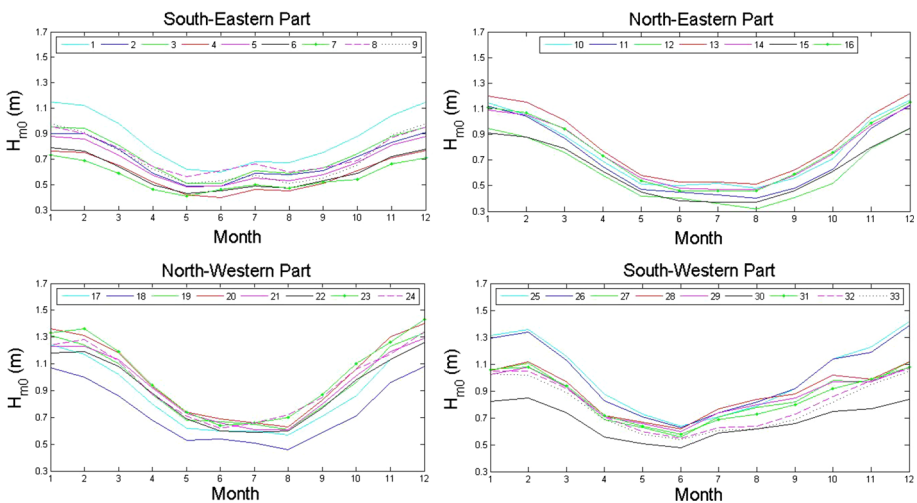 South-Eastern Part
1 2 3 4 5 6 7 8 9
1.7
1.5
1.3
1.1
0.9
0.7
0.5
0.3
Hm0 (m)
1 2 3 4 5 6 7 8 9 10 11 12
Month
North-Eastern Part
10 11 12 13 14 15 16
1.7
1.5
1.3
1.1
0.9
0.7
0.5
0.3
Hm0 (m)
1 2 3 4 5 6 7 8 9 10 11 12
Month
North-Western Part
17 18 19 20 21 22 23 24
1.7
1.5
1.3
1.1
0.9
0.7
0.5
0.3
Hm0 (m)
1 2 3 4 5 6 7 8 9 10 11 12
Month
South-Western Part
25 26 27 28 29 30 31 32 33
1.7
1.5
1.3
1.1
0.9
0.7
0.5
0.3
Hm0 (m)
1 2 3 4 5 6 7 8 9 10 11 12
Month